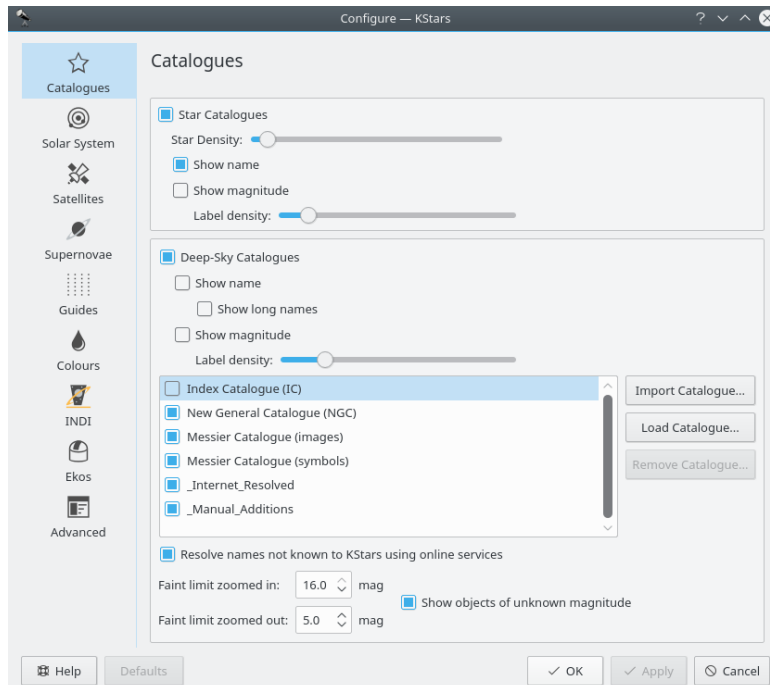 Configure — KStars
Catalogues
Solar System
Satellites
Supernovae
Guides
Colours
INDI
Ekos
Advanced
Catalogues
Star Catalogues
Star Density:
Show name
Show magnitude
Label density:
Deep-Sky Catalogues
Show name
Show long names
Show magnitude
Label density:
Index Catalogue (IC)
New General Catalogue (NGC)
Messier Catalogue (images)
Messier Catalogue (symbols)
_Internet_Resolved
_Manual_Additions
Import Catalogue...
Load Catalogue...
Remove Catalogue...
Resolve names not known to KStars using online services
Faint limit zoomed in: 16.0 mag
Show objects of unknown magnitude
Faint limit zoomed out: 5.0 mag
Help Defaults OK Apply Cancel